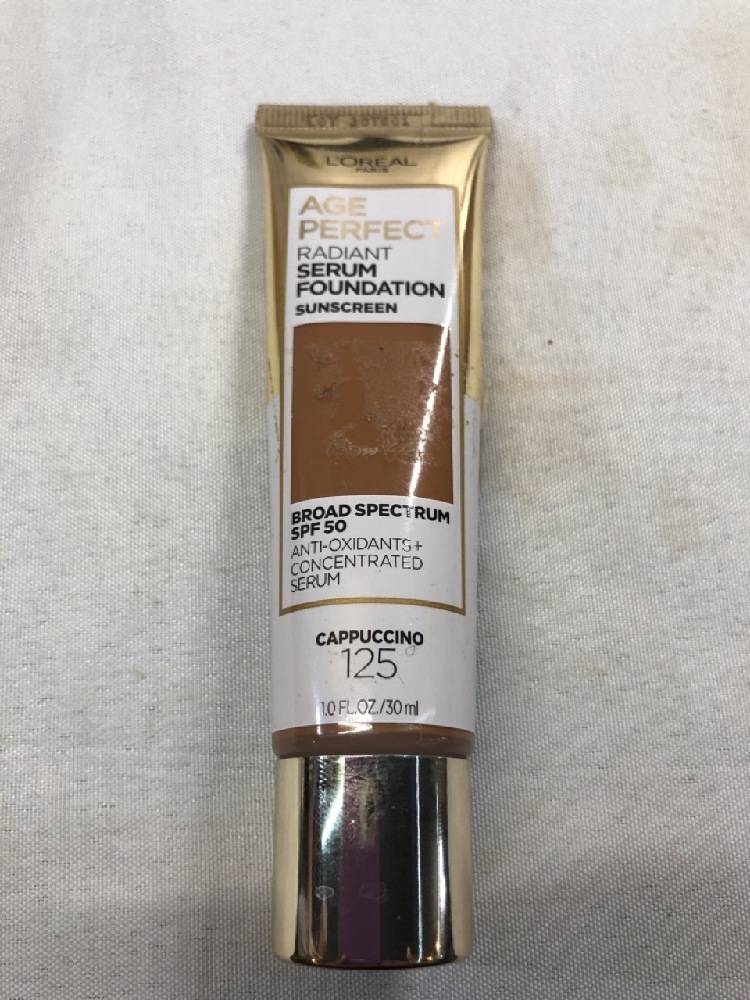 L'ORÉAL
PARIS
AGE
PERFECT
RADIANT
SERUM
FOUNDATION
SUNSCREEN
BROAD SPECTRUM
SPF 50
ANTI-OXIDANTS+
CONCENTRATED
SERUM
CAPPUCCINO
125
1.0 FL.OZ./30 ml